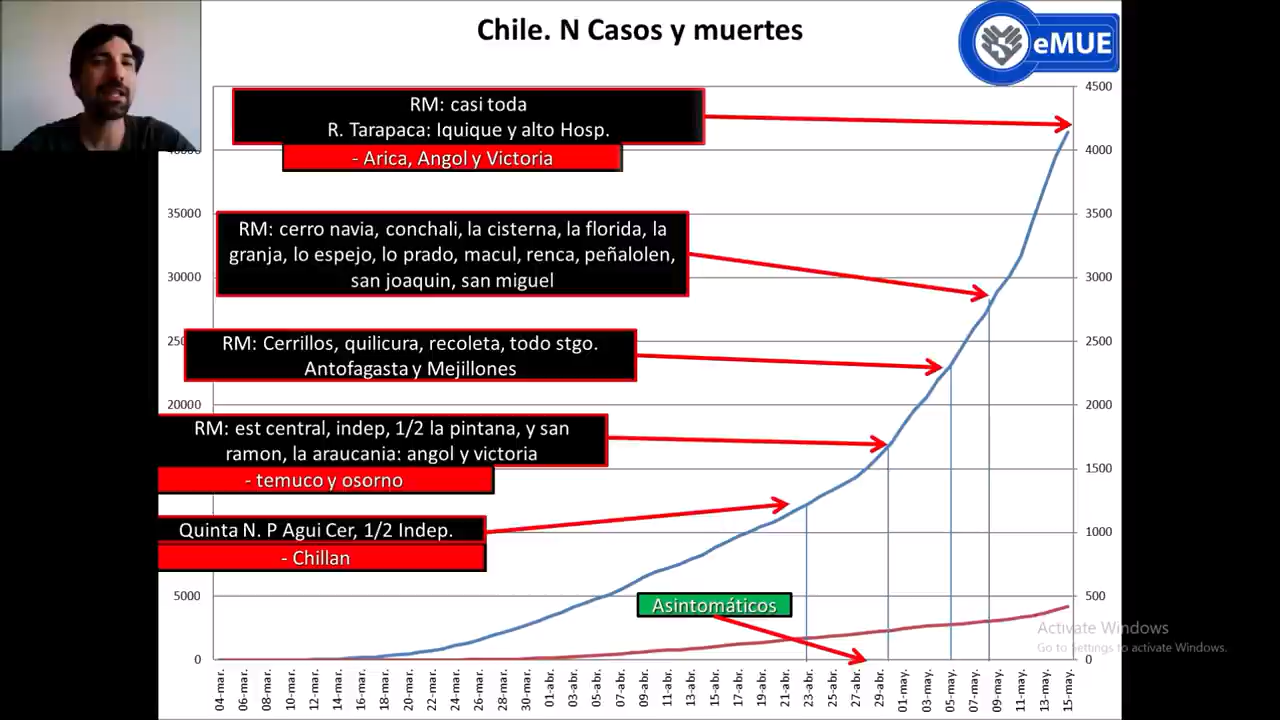 Chile. N Casos y muertes
eMUE
RM: casi toda
R. Tarapaca: Iquique y alto Hosp.
- Arica, Angol y Victoria
RM: cerro navia, conchali, la cisterna, la florida, la
granja, lo espejo, lo prado, macul, renca, peñalolen,
san joaquin, san miguel
RM: Cerrillos, quilicura, recoleta, todo stgo.
Antofagasta y Mejillones
RM: est central, indep, 1/2 la pintana, y san
ramon, la araucania: angol y victoria
- temuco y osorno
Quinta N. P Agui Cer, 1/2 Indep.
- Chillan
Asintomáticos
35000
30000
20000
5000
0
4500
4000
3500
3000
2500
2000
1500
1000
500
0
Activate Windows
Go to Settings to activate Windows.
04-mar.
06-mar.
08-mar.
10-mar.
12-mar.
14-mar.
16-mar.
18-mar.
20-mar.
22-mar.
24-mar.
26-mar.
28-mar.
30-mar.
01-abr.
03-abr.
05-abr.
07-abr.
09-abr.
11-abr.
13-abr.
15-abr.
17-abr.
19-abr.
21-abr.
23-abr.
25-abr.
27-abr.
29-abr.
01-may.
03-may.
05-may.
07-may.
09-may.
11-may.
13-may.
15-may.